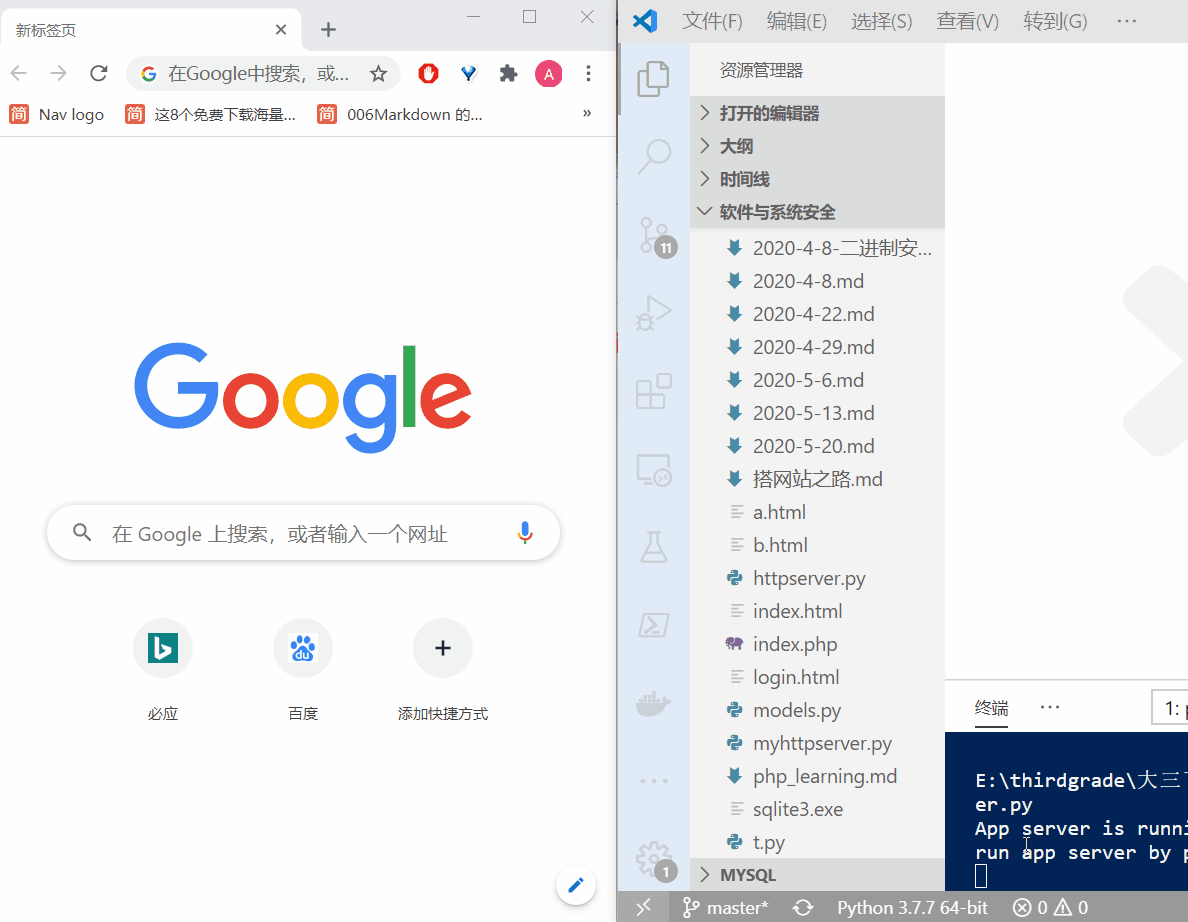 新标签页
在Google中搜索，或...
A
简 Nav logo 简 这8个免费下载海量... 简 006Markdown 的... »
Google
在 Google 上搜索，或者输入一个网址
du
必应 百度 添加快捷方式
文件(F) 编辑(E) 选择(S) 查看(V) 转到(G) ···
资源管理器
打开的编辑器
大纲
时间线
软件与系统安全
11
2020-4-8-二进制安...
2020-4-8.md
2020-4-22.md
2020-4-29.md
2020-5-6.md
2020-5-13.md
2020-5-20.md
搭网站之路.md
a.html
b.html
httpserver.py
index.html
index.php
login.html
models.py
myhttpserver.py
php_learning.md
sqlite3.exe
t.py
1
MYSQL
终端 ··· 1:
E:\thirdgrade\大三
er.py
App server is runn
run app server by
master* Python 3.7.7 64-bit 0 0